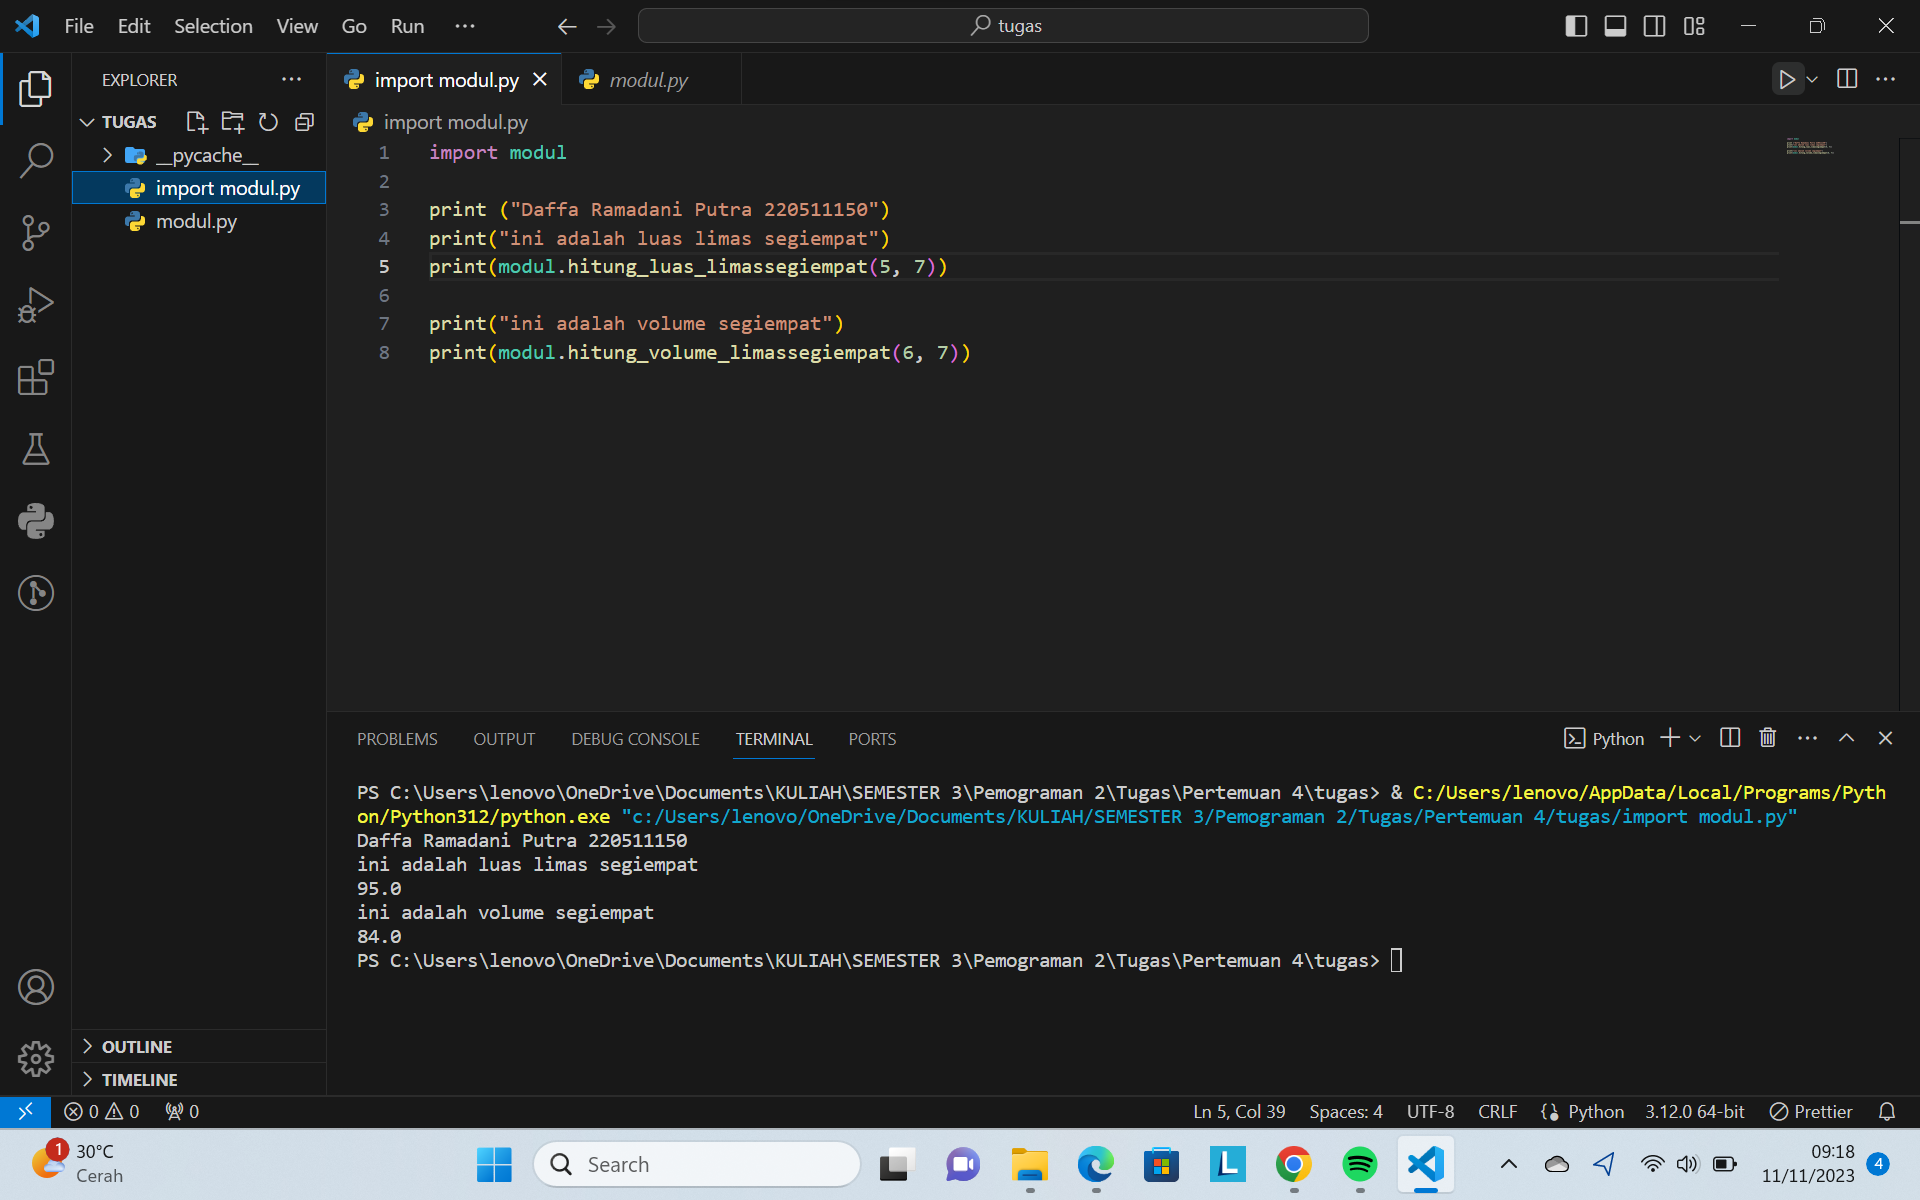 File Edit Selection View Go Run ··· tugas
EXPLORER ···
TUGAS
__pycache__
import modul.py
modul.py
OUTLINE
TIMELINE
import modul.py modul.py
import modul.py
1 import modul
2
3 print ("Daffa Ramadani Putra 220511150")
4 print("ini adalah luas limas segiempat")
5 print(modul.hitung_luas_limassegiempat(5, 7))
6
7 print("ini adalah volume segiempat")
8 print(modul.hitung_volume_limassegiempat(6, 7))
PROBLEMS OUTPUT DEBUG CONSOLE TERMINAL PORTS Python
PS C:\Users\lenovo\OneDrive\Documents\KULIAH\SEMESTER 3\Pemograman 2\Tugas\Pertemuan 4\tugas> & C:/Users/lenovo/AppData/Local/Programs/Pyth
on/Python312/python.exe "c:/Users/lenovo/OneDrive/Documents/KULIAH/SEMESTER 3/Pemograman 2/Tugas/Pertemuan 4/tugas/import modul.py"
Daffa Ramadani Putra 220511150
ini adalah luas limas segiempat
95.0
ini adalah volume segiempat
84.0
PS C:\Users\lenovo\OneDrive\Documents\KULIAH\SEMESTER 3\Pemograman 2\Tugas\Pertemuan 4\tugas>
0 0 0 Ln 5, Col 39 Spaces: 4 UTF-8 CRLF Python 3.12.0 64-bit Prettier
1 30°C
Cerah
Search
09:18
11/11/2023 4